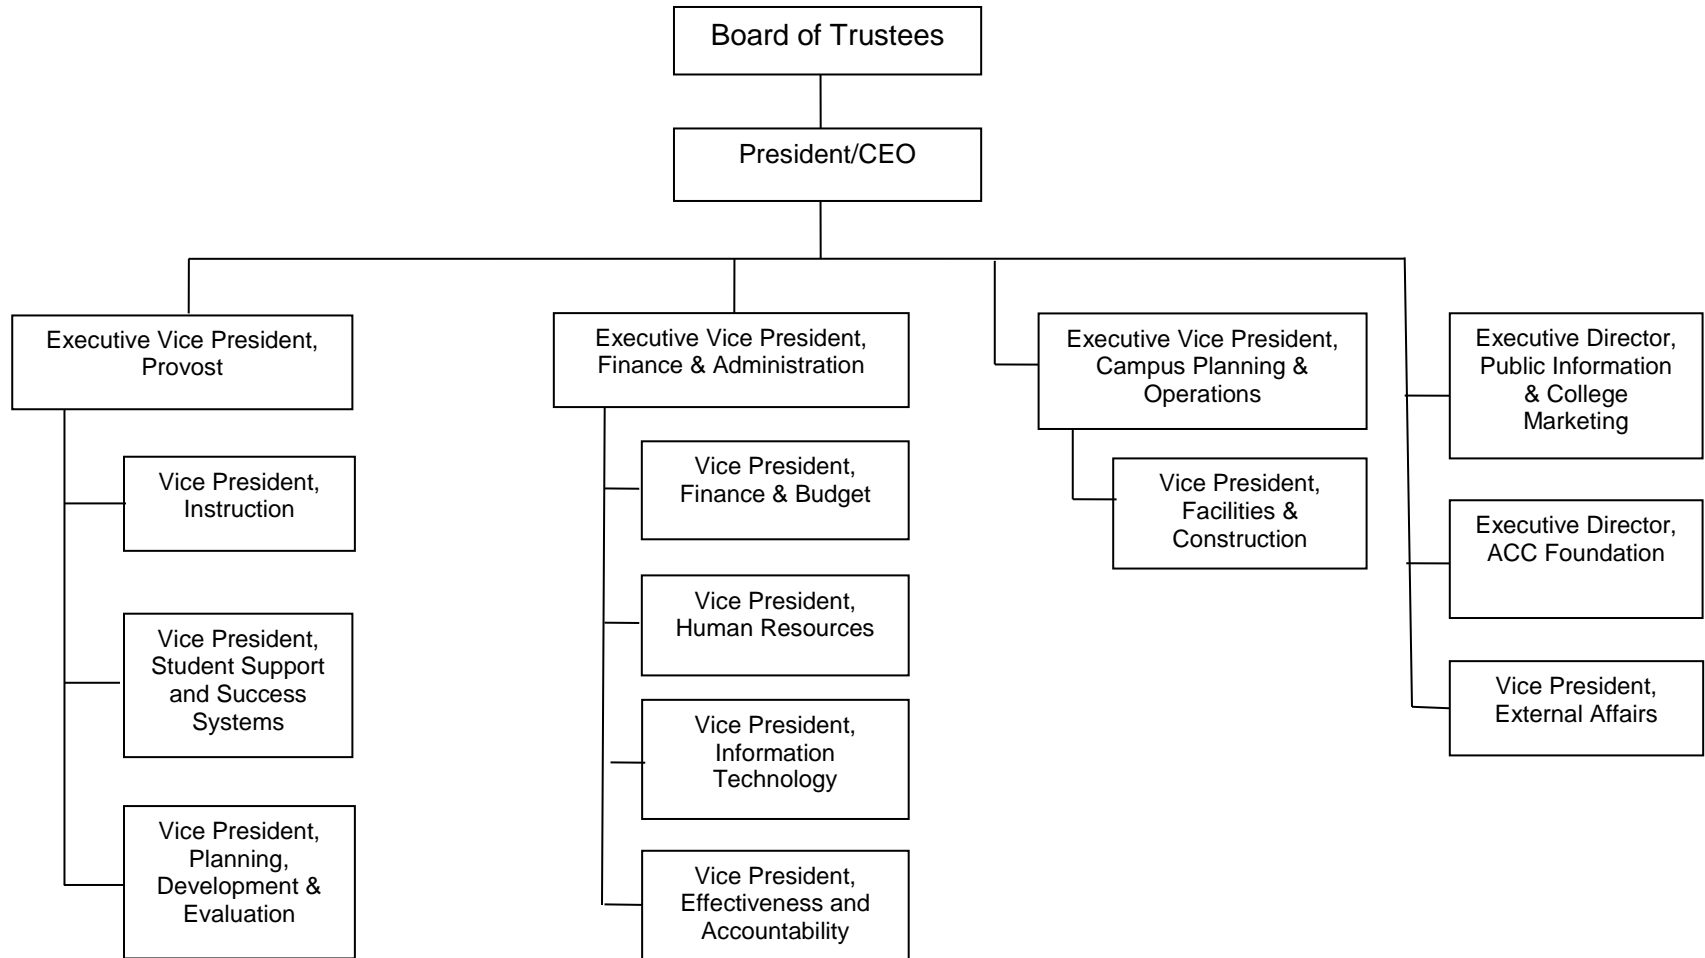 Board of Trustees
President/CEO
Executive Vice President,
Provost
Vice President,
Instruction
Vice President,
Student Support
and Success
Systems
Vice President,
Planning,
Development &
Evaluation
Executive Vice President,
Finance & Administration
Vice President,
Finance & Budget
Vice President,
Human Resources
Vice President,
Information
Technology
Vice President,
Effectiveness and
Accountability
Executive Vice President,
Campus Planning &
Operations
Vice President,
Facilities &
Construction
Executive Director,
Public Information
& College
Marketing
Executive Director,
ACC Foundation
Vice President,
External Affairs